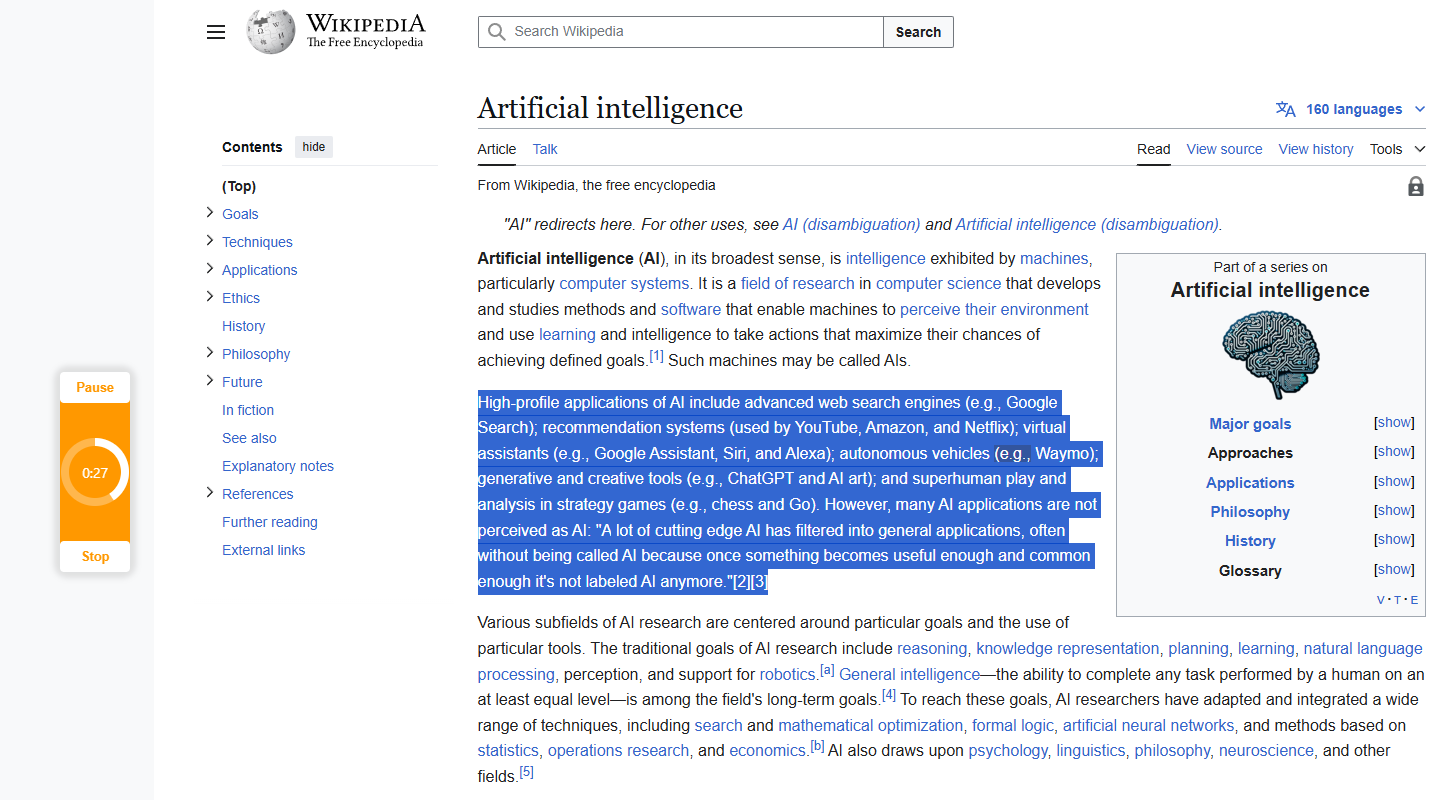 WIKIPEDIA
The Free Encyclopedia
Search Wikipedia
Search
Artificial intelligence
160 languages
Contents
hide
Article
Talk
Read
View source
View history
Tools
(Top)
Goals
Techniques
Applications
Ethics
History
Philosophy
Future
In fiction
See also
Explanatory notes
References
Further reading
External links
Pause
0:27
Stop
From Wikipedia, the free encyclopedia
"AI" redirects here. For other uses, see AI (disambiguation) and Artificial intelligence (disambiguation).
Artificial intelligence (AI), in its broadest sense, is intelligence exhibited by machines,
particularly computer systems. It is a field of research in computer science that develops
and studies methods and software that enable machines to perceive their environment
and use learning and intelligence to take actions that maximize their chances of
achieving defined goals.[1] Such machines may be called AIs.
High-profile applications of AI include advanced web search engines (e.g., Google
Search); recommendation systems (used by YouTube, Amazon, and Netflix); virtual
assistants (e.g., Google Assistant, Siri, and Alexa); autonomous vehicles (e.g., Waymo);
generative and creative tools (e.g., ChatGPT and AI art); and superhuman play and
analysis in strategy games (e.g., chess and Go). However, many AI applications are not
perceived as AI: "A lot of cutting edge AI has filtered into general applications, often
without being called AI because once something becomes useful enough and common
enough it's not labeled AI anymore."[2][3]
Part of a series on
Artificial intelligence
Major goals [show]
Approaches [show]
Applications [show]
Philosophy [show]
History [show]
Glossary [show]
V · T · E
Various subfields of AI research are centered around particular goals and the use of
particular tools. The traditional goals of AI research include reasoning, knowledge representation, planning, learning, natural language
processing, perception, and support for robotics.[a] General intelligence—the ability to complete any task performed by a human on an
at least equal level—is among the field's long-term goals.[4] To reach these goals, AI researchers have adapted and integrated a wide
range of techniques, including search and mathematical optimization, formal logic, artificial neural networks, and methods based on
statistics, operations research, and economics.[b] AI also draws upon psychology, linguistics, philosophy, neuroscience, and other
fields.[5]